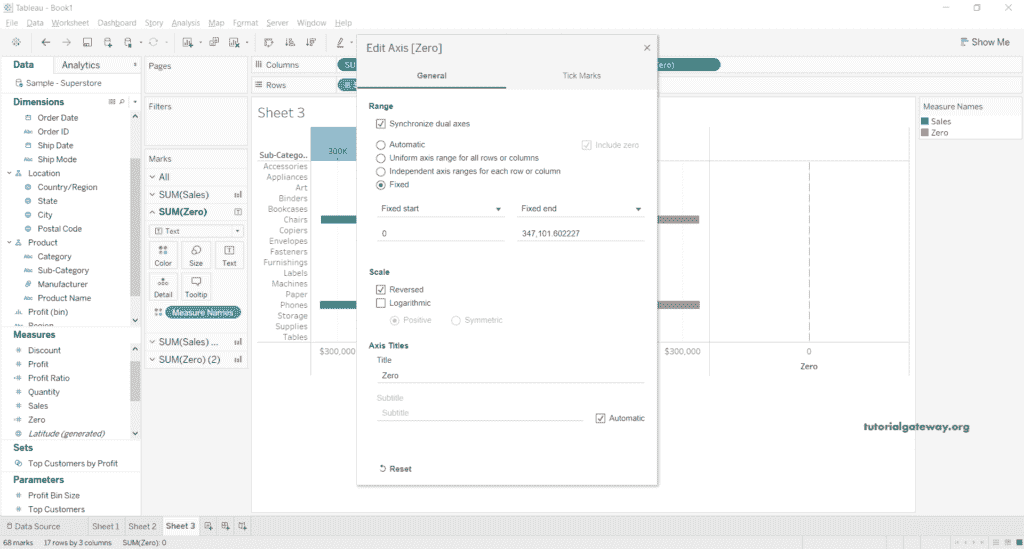 Tableau - Book1
File Data Worksheet Dashboard Story Analysis Map Format Server Window Help
Show Me
Data Analytics
Sample - Superstore
Dimensions
Order Date
Abc Order ID
Ship Date
Abc Ship Mode
Location
Country/Region
State
City
Postal Code
Product
Abc Category
Abc Sub-Category
Manufacturer
Abc Product Name
Profit (bin)
Region
Measures
Discount
Profit
Profit Ratio
Quantity
Sales
Zero
Latitude (generated)
Sets
Top Customers by Profit
Parameters
Profit Bin Size
Top Customers
Pages
Filters
Marks
All
SUM(Sales)
SUM(Zero)
Text
Color Size Text
Detail Tooltip
Measure Names
SUM(Sales) ...
SUM(Zero) (2)
Columns
Rows
Sheet 3
300K
Sub-Catego..
Accessories
Appliances
Art
Binders
Bookcases
Chairs
Copiers
Envelopes
Fasteners
Furnishings
Labels
Machines
Paper
Phones
Storage
Supplies
Tables
$300,000
Edit Axis [Zero]
General Tick Marks
Range
Synchronize dual axes
Automatic Include zero
Uniform axis range for all rows or columns
Independent axis ranges for each row or column
Fixed
Fixed start Fixed end
0 347,101.602227
Scale
Reversed
Logarithmic
Positive Symmetric
Axis Titles
Title
Zero
Subtitle
Subtitle
Automatic
Reset
$300,000 0
Zero
Measure Names
Sales
Zero
tutorialgateway.org
Data Source Sheet 1 Sheet 2 Sheet 3
68 marks 17 rows by 3 columns SUM(Zero): 0